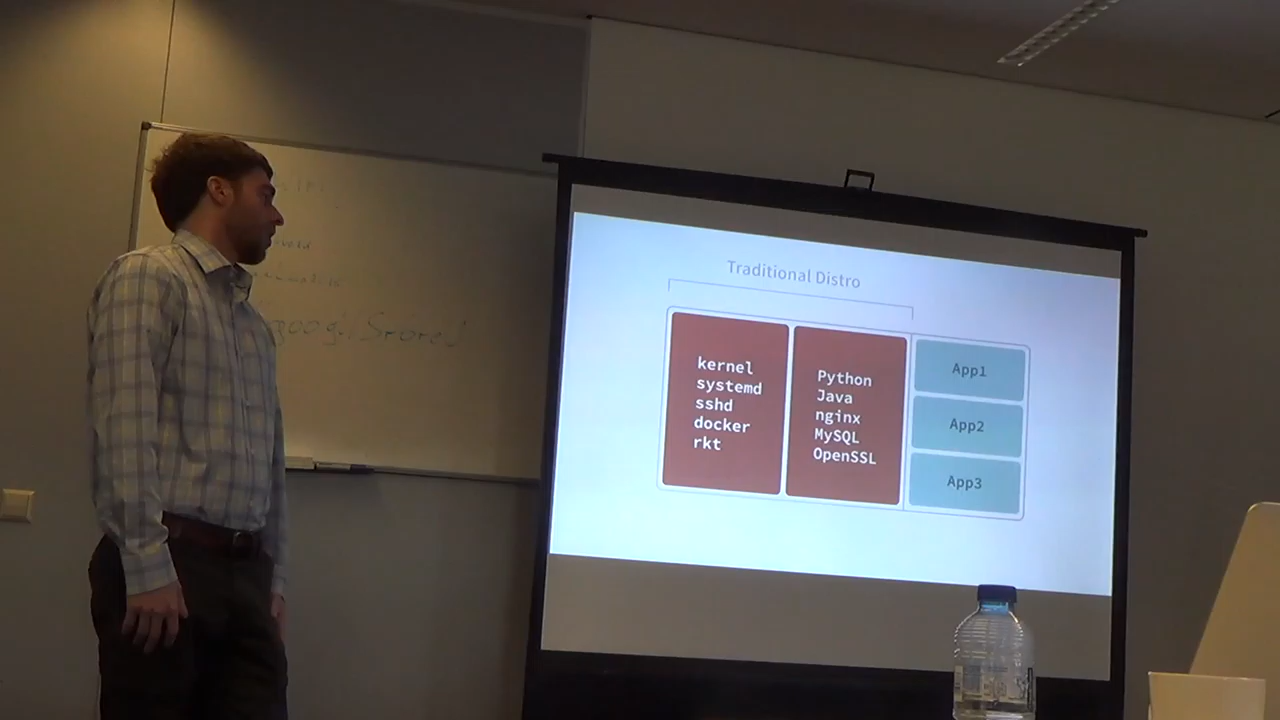 Traditional Distro
kernel
systemd
sshd
docker
rkt
Python
Java
nginx
MySQL
OpenSSL
App1
App2
App3